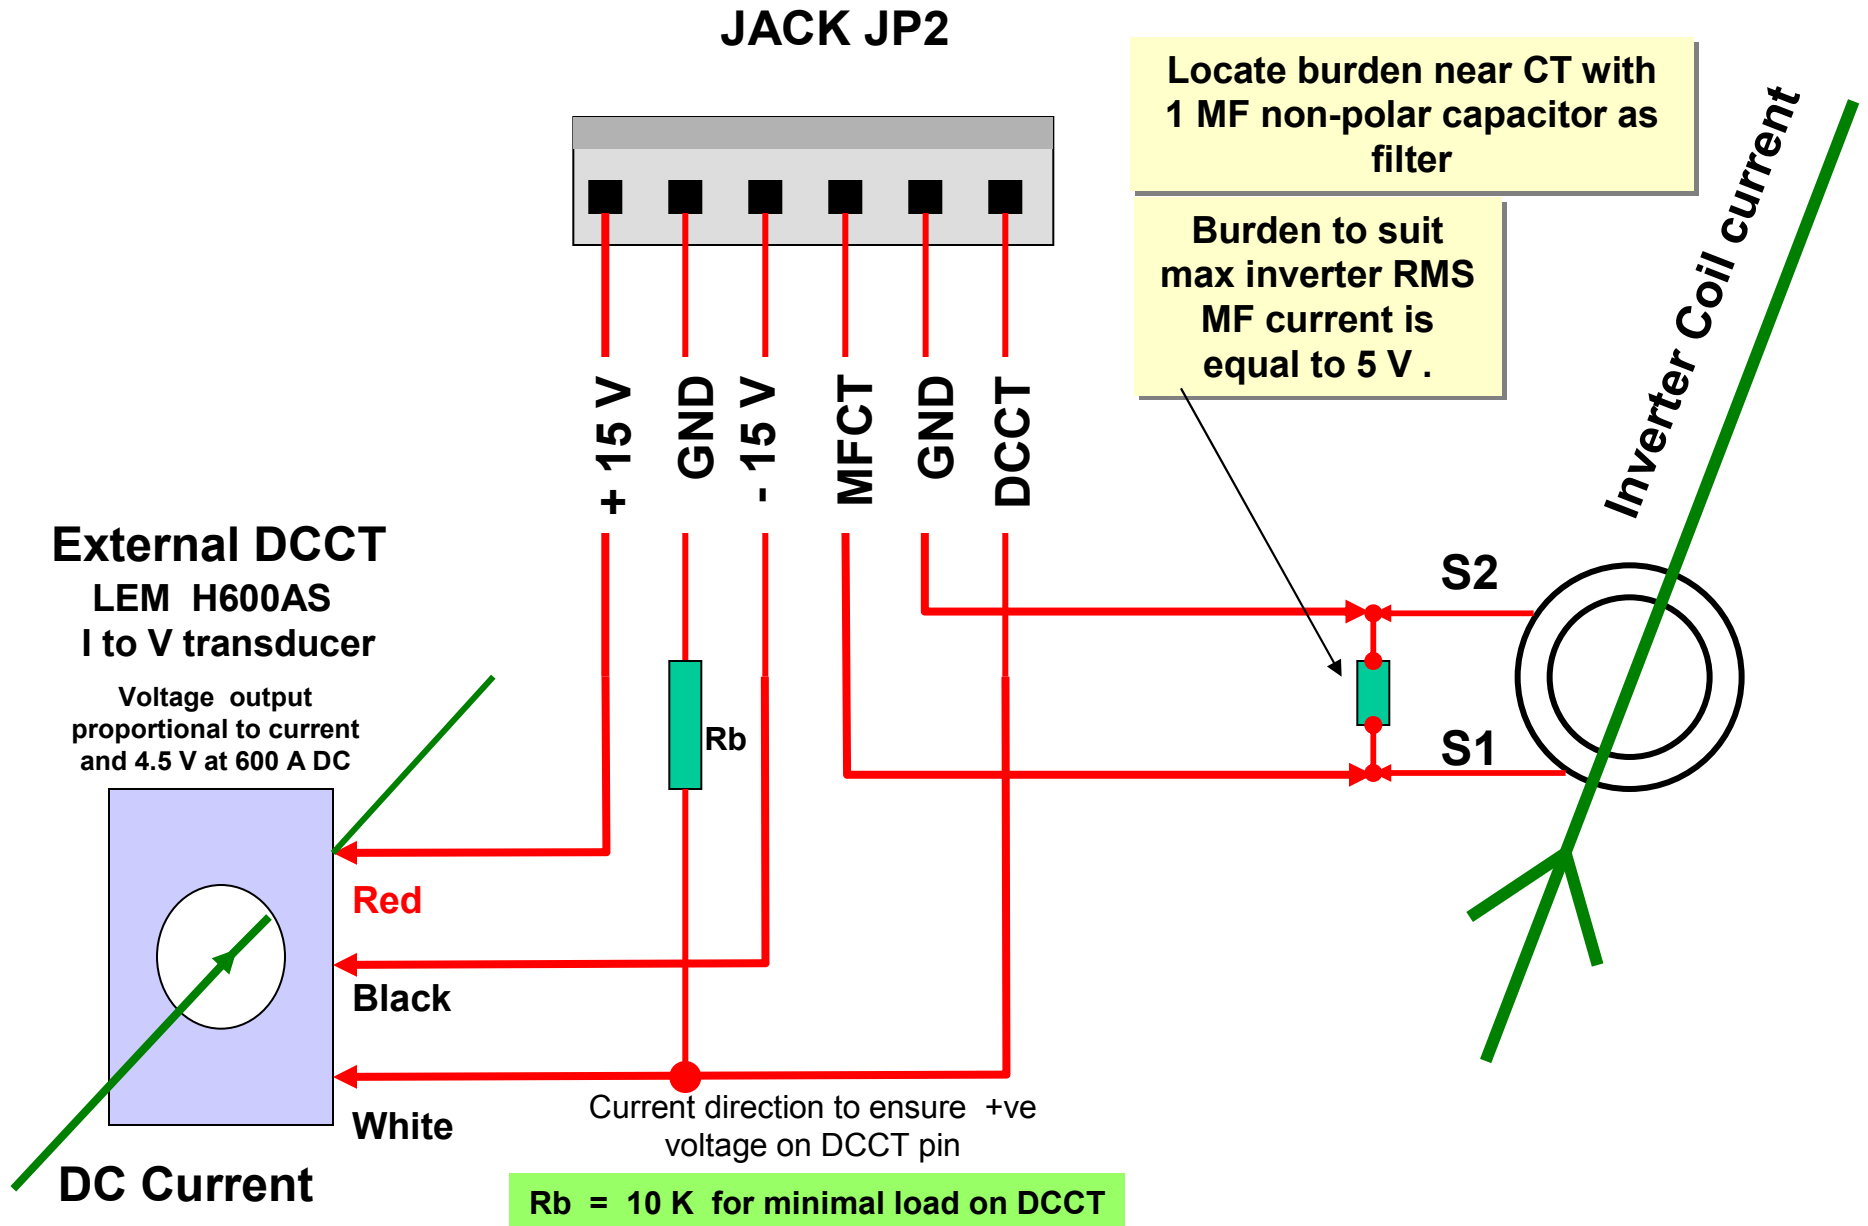 JACK JP2
Locate burden near CT with
1 MF non-polar capacitor as
filter
Burden to suit
max inverter RMS
MF current is
equal to 5 V .
Inverter Coil current
+ 15 V
GND
- 15 V
MFCT
GND
DCCT
External DCCT
LEM H600AS
I to V transducer
Voltage output
proportional to current
and 4.5 V at 600 A DC
Rb
S2
S1
Red
Black
White
DC Current
Current direction to ensure +ve
voltage on DCCT pin
Rb = 10 K for minimal load on DCCT